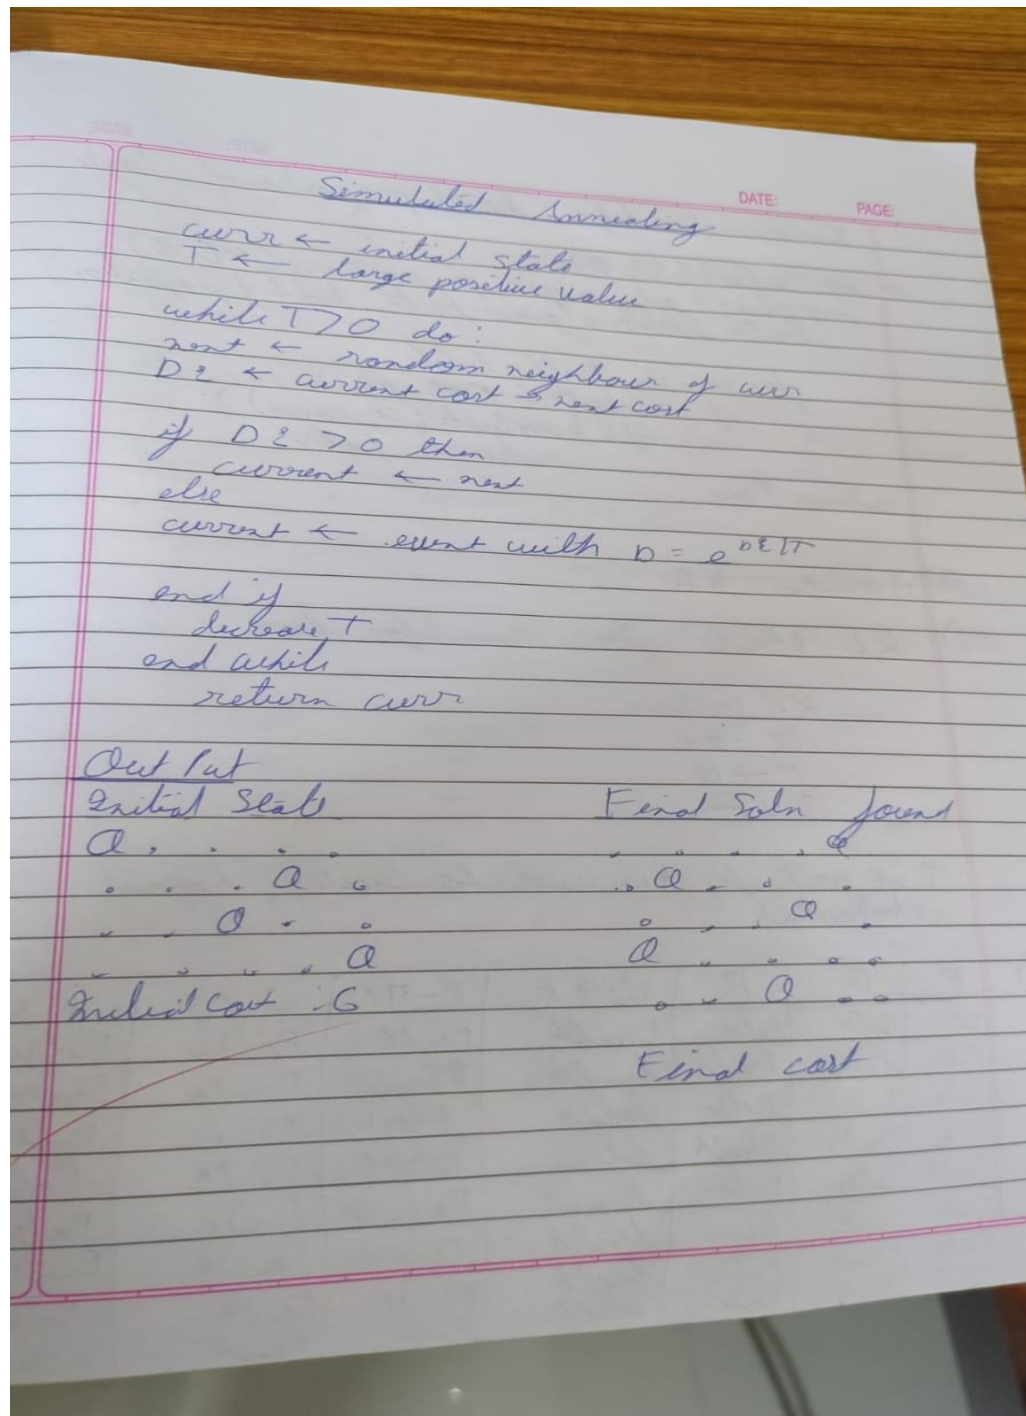 DATE: PAGE:
Simulated Annealing
curr ← initial state
T ← large positive value
while T > 0 do :
next ← random neighbour of curr
DE ← current cost - next cost
if DE > 0 then
current ← next
else
current ← event with p = e^DE/T
end if
decrease T
end while
return curr
Out Put
Initial State Final Soln found
Q . . . . . . . . Q
. . . Q . . Q . . .
. . Q . . . . . Q .
. . . . Q Q . . . .
Initial cost : 6 . . Q . .
Final cost